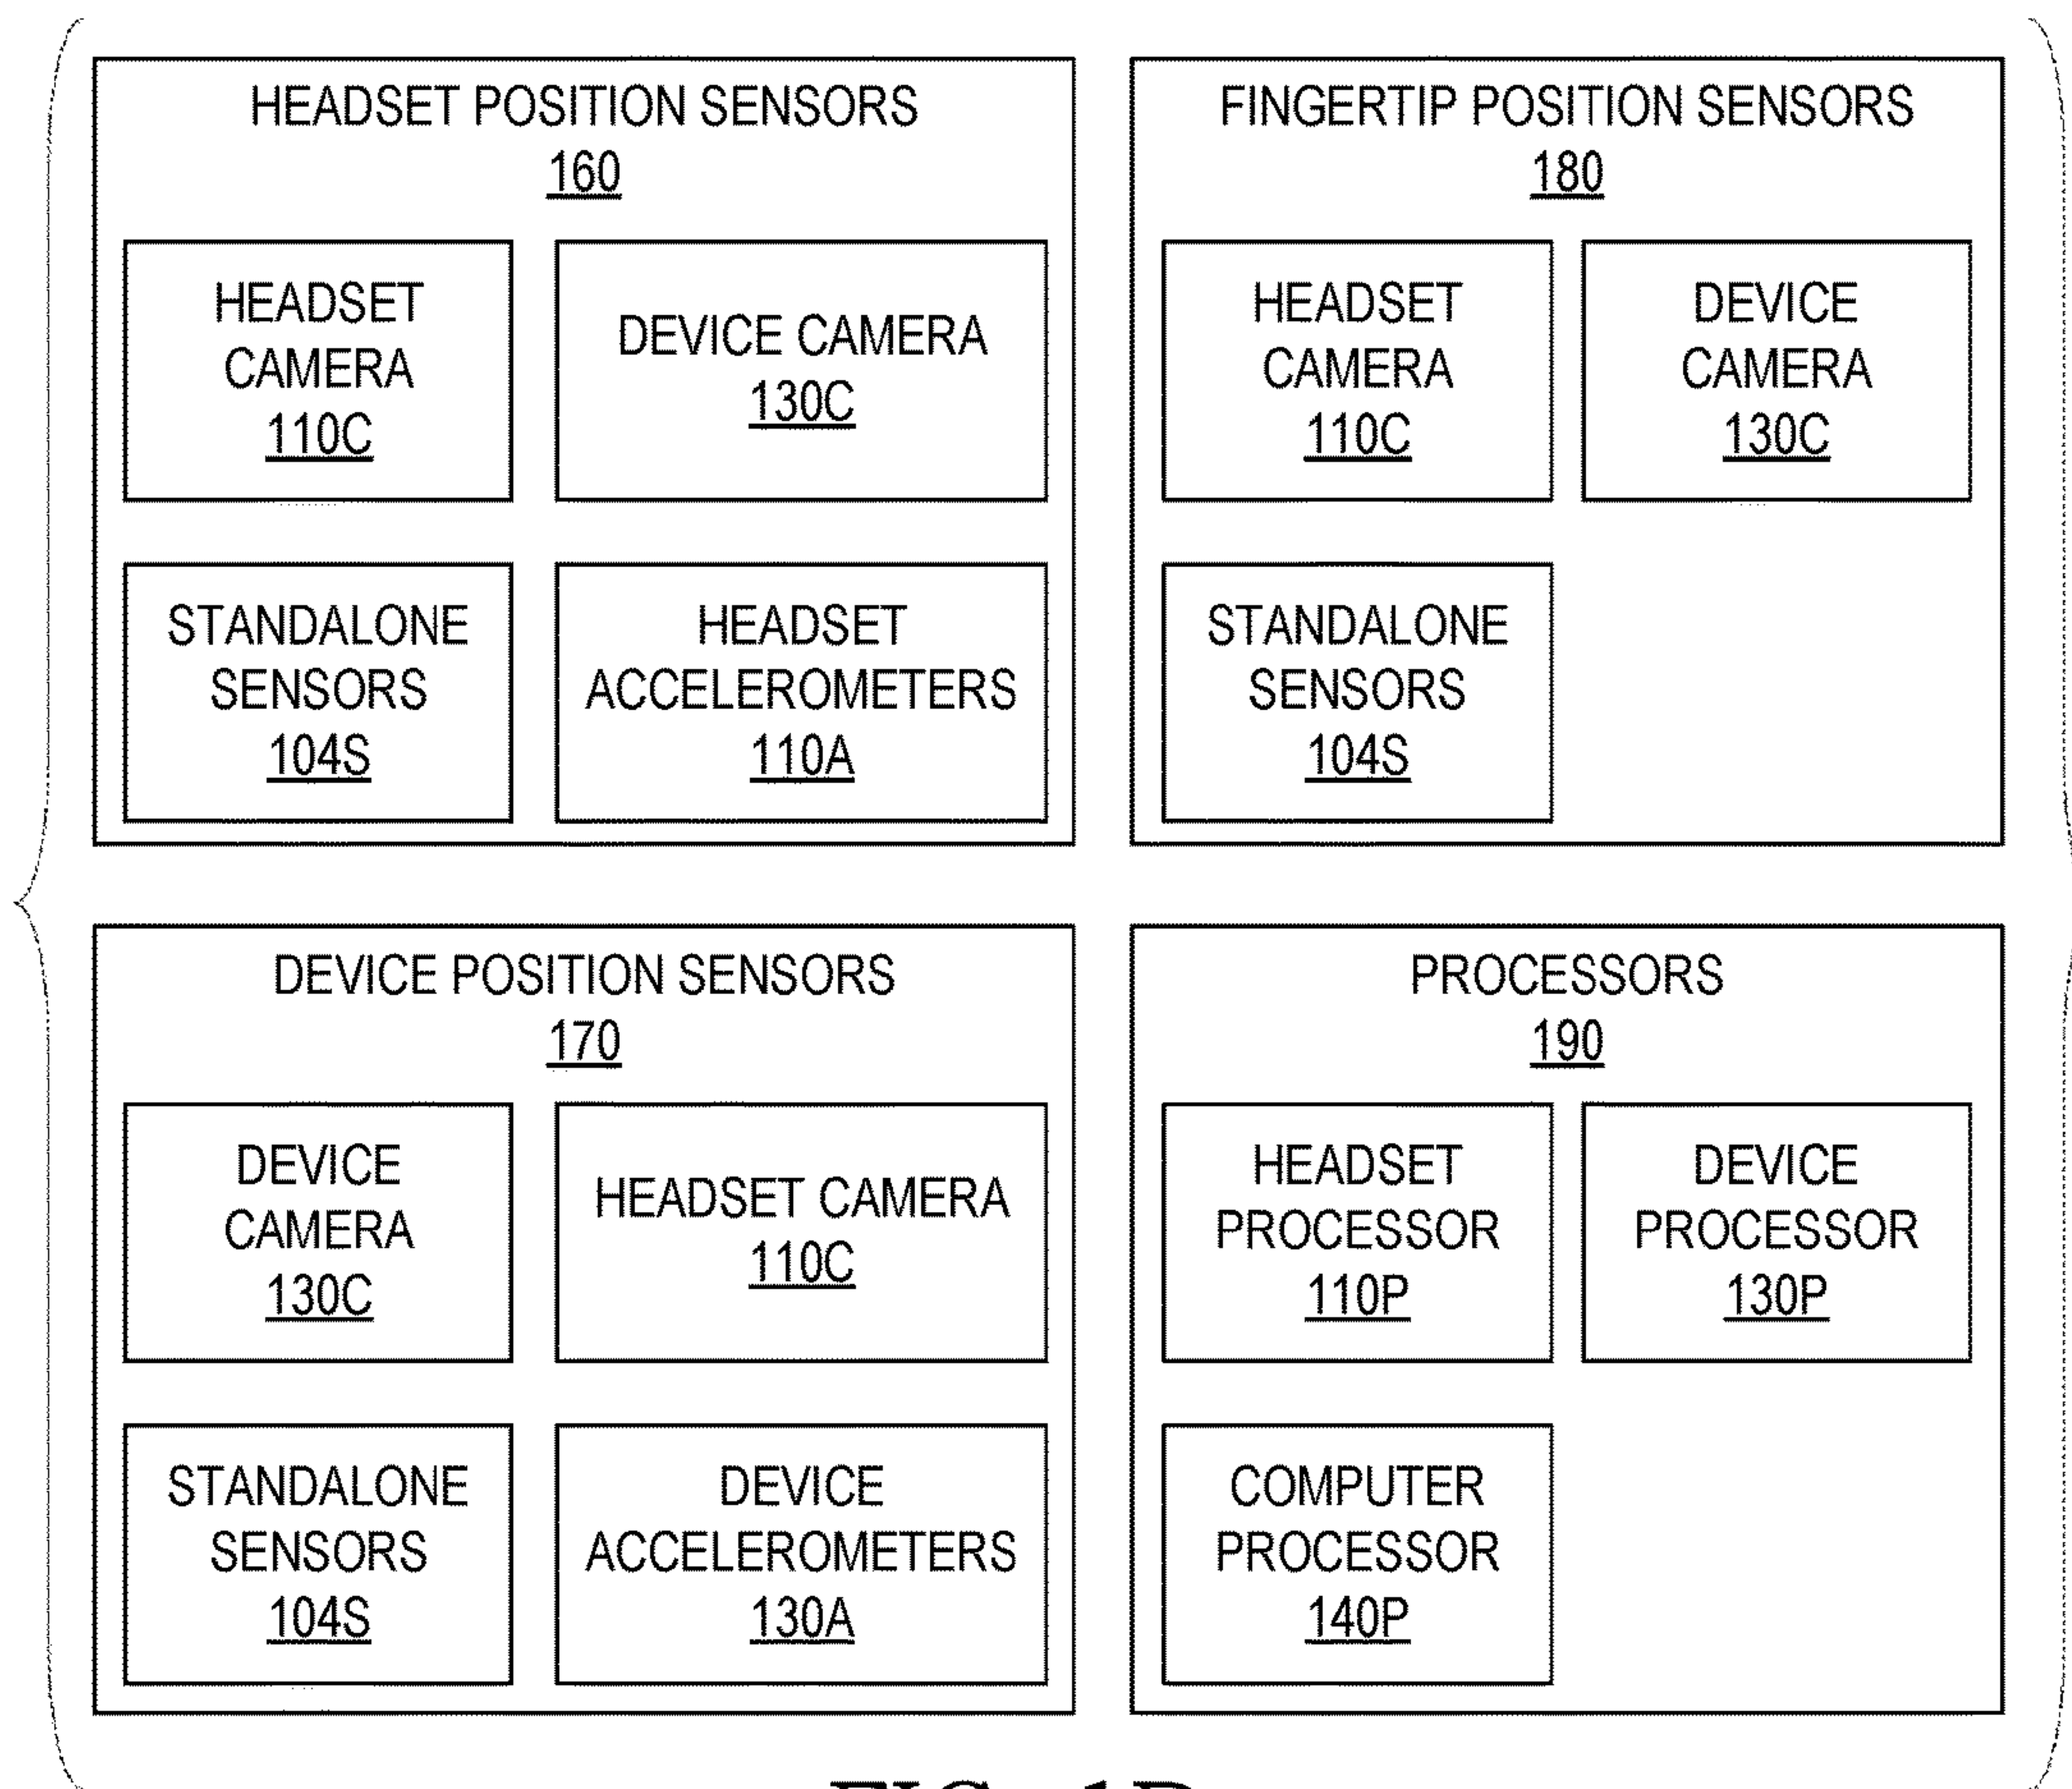 HEADSET POSITION SENSORS
160
HEADSET
CAMERA
110C
DEVICE CAMERA
130C
STANDALONE
SENSORS
104S
HEADSET
ACCELEROMETERS
110A
FINGERTIP POSITION SENSORS
180
HEADSET
CAMERA
110C
DEVICE
CAMERA
130C
STANDALONE
SENSORS
104S
DEVICE POSITION SENSORS
170
DEVICE
CAMERA
130C
HEADSET CAMERA
110C
STANDALONE
SENSORS
104S
DEVICE
ACCELEROMETERS
130A
PROCESSORS
190
HEADSET
PROCESSOR
110P
DEVICE
PROCESSOR
130P
COMPUTER
PROCESSOR
140P